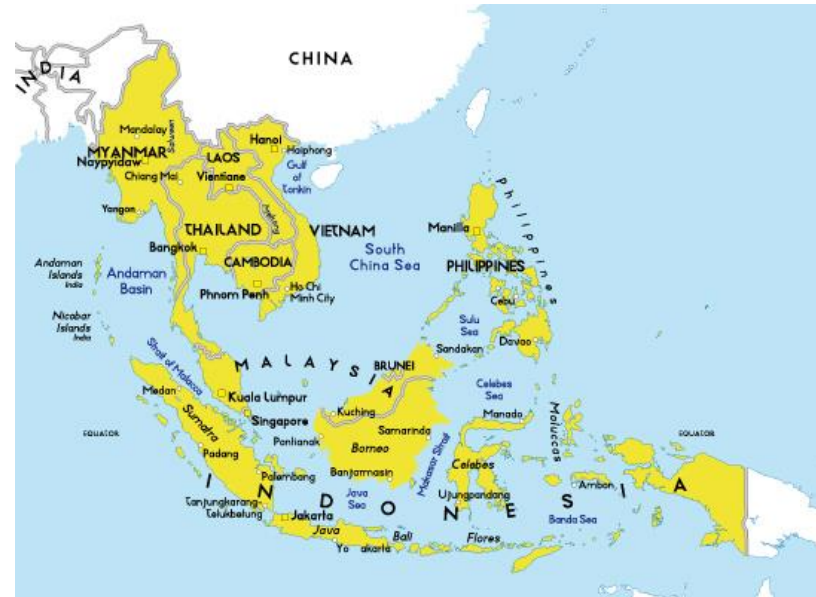 CHINA
INDIA
Mandalay
Salween
MYANMAR
Naypyidaw
Hanoi
Haiphong
LAOS
Gulf
of
Tonkin
Chiang Mai
Vientiane
Yangon
Mekong
THAILAND
VIETNAM
Bangkok
CAMBODIA
Phnom Penh
Ho Chi
Minh City
South
China Sea
Philippines
Manilla
PHILIPPINES
Cebu
Sulu
Sea
Davao
Sandakan
Andaman
Islands
India
Andaman
Basin
Nicobar
Islands
India
Strait of Malacca
MALAYSIA
BRUNEI
Celebes
Sea
Medan
Kuala Lumpur
Singapore
Kuching
Manado
Moluccas
EQUATOR
EQUATOR
Sumatra
Pontianak
Samarinda
Borneo
Padang
Makasar Strait
Celebes
Palembang
Banjarmasin
Ambon
INDONESIA
Tanjungkarang-
Telukbetung
Java
Sea
Ujungpandang
Banda Sea
Jakarta
Java
Bali
Flores
Yo akarta